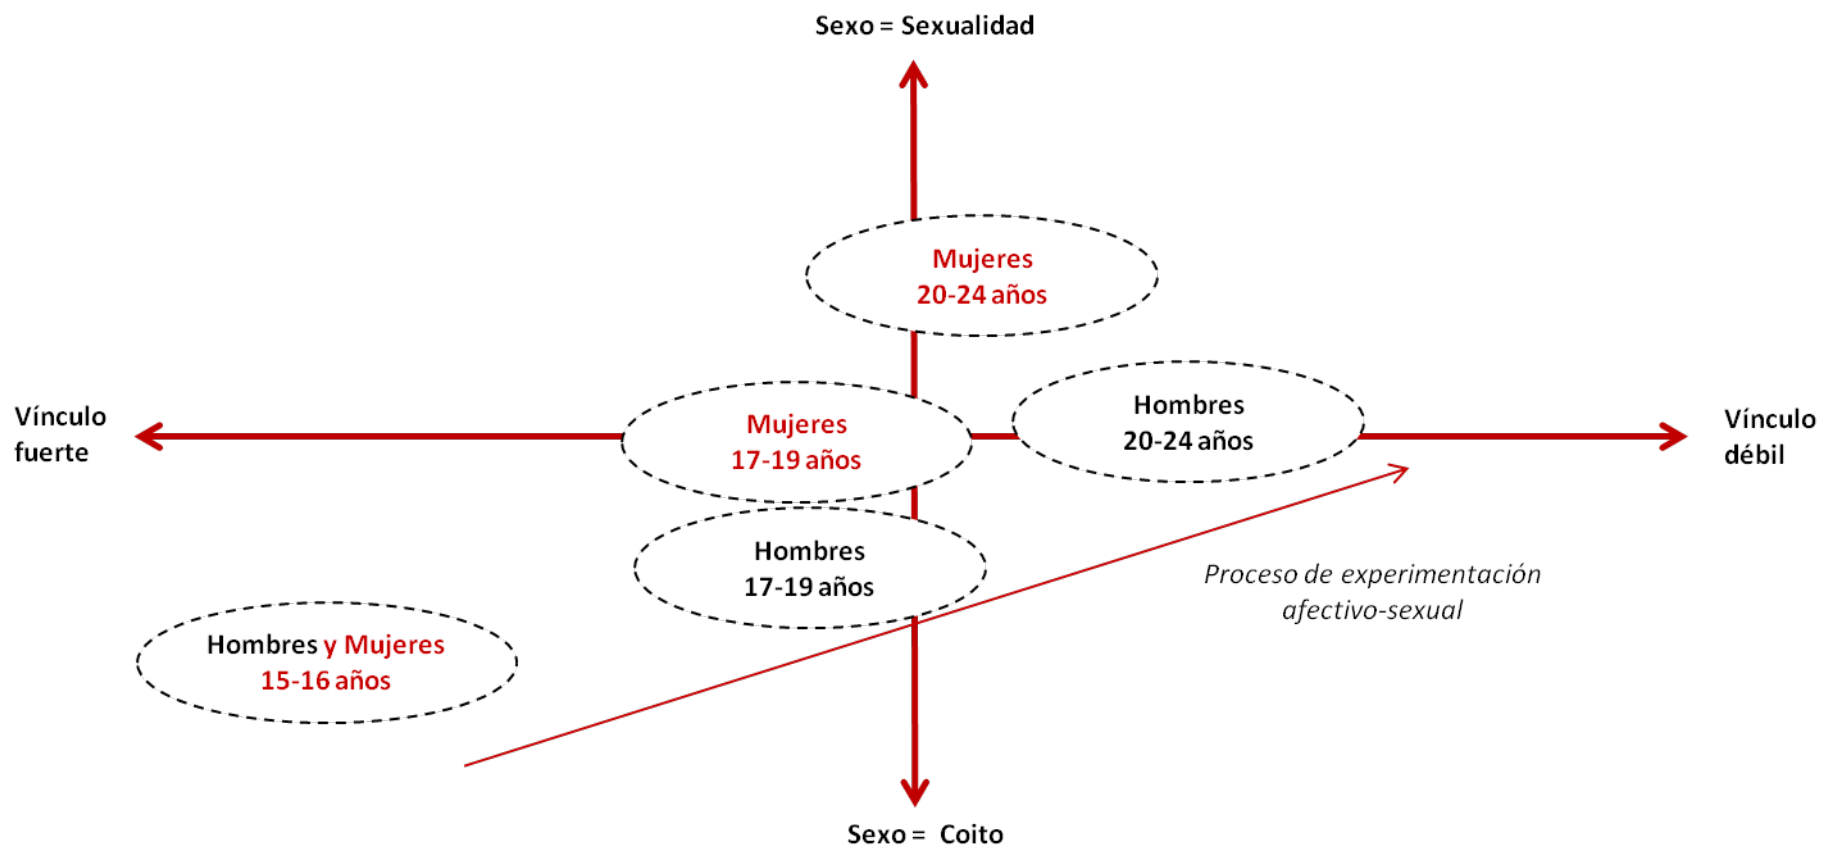 Sexo = Sexualidad
Mujeres
20-24 años
Vínculo
fuerte
Mujeres
17-19 años
Hombres
20-24 años
Vínculo
débil
Hombres
17-19 años
Proceso de experimentación
afectivo-sexual
Hombres y Mujeres
15-16 años
Sexo = Coito